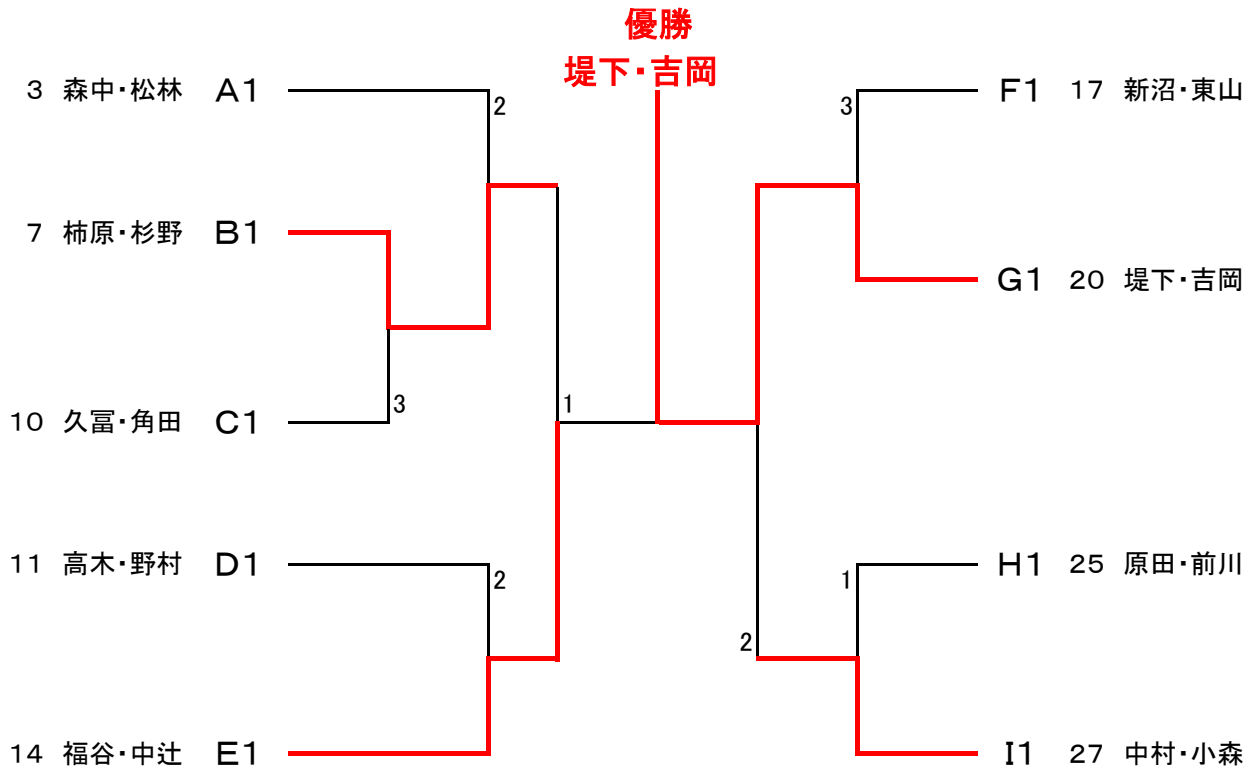 優勝
堤下・吉岡
3 森中・松林 A1
2
3
F1 17 新沼・東山
7 柿原・杉野 B1
G1 20 堤下・吉岡
10 久冨・角田 C1
3
1
11 高木・野村 D1
2
1
H1 25 原田・前川
2
14 福谷・中辻 E1
I1 27 中村・小森